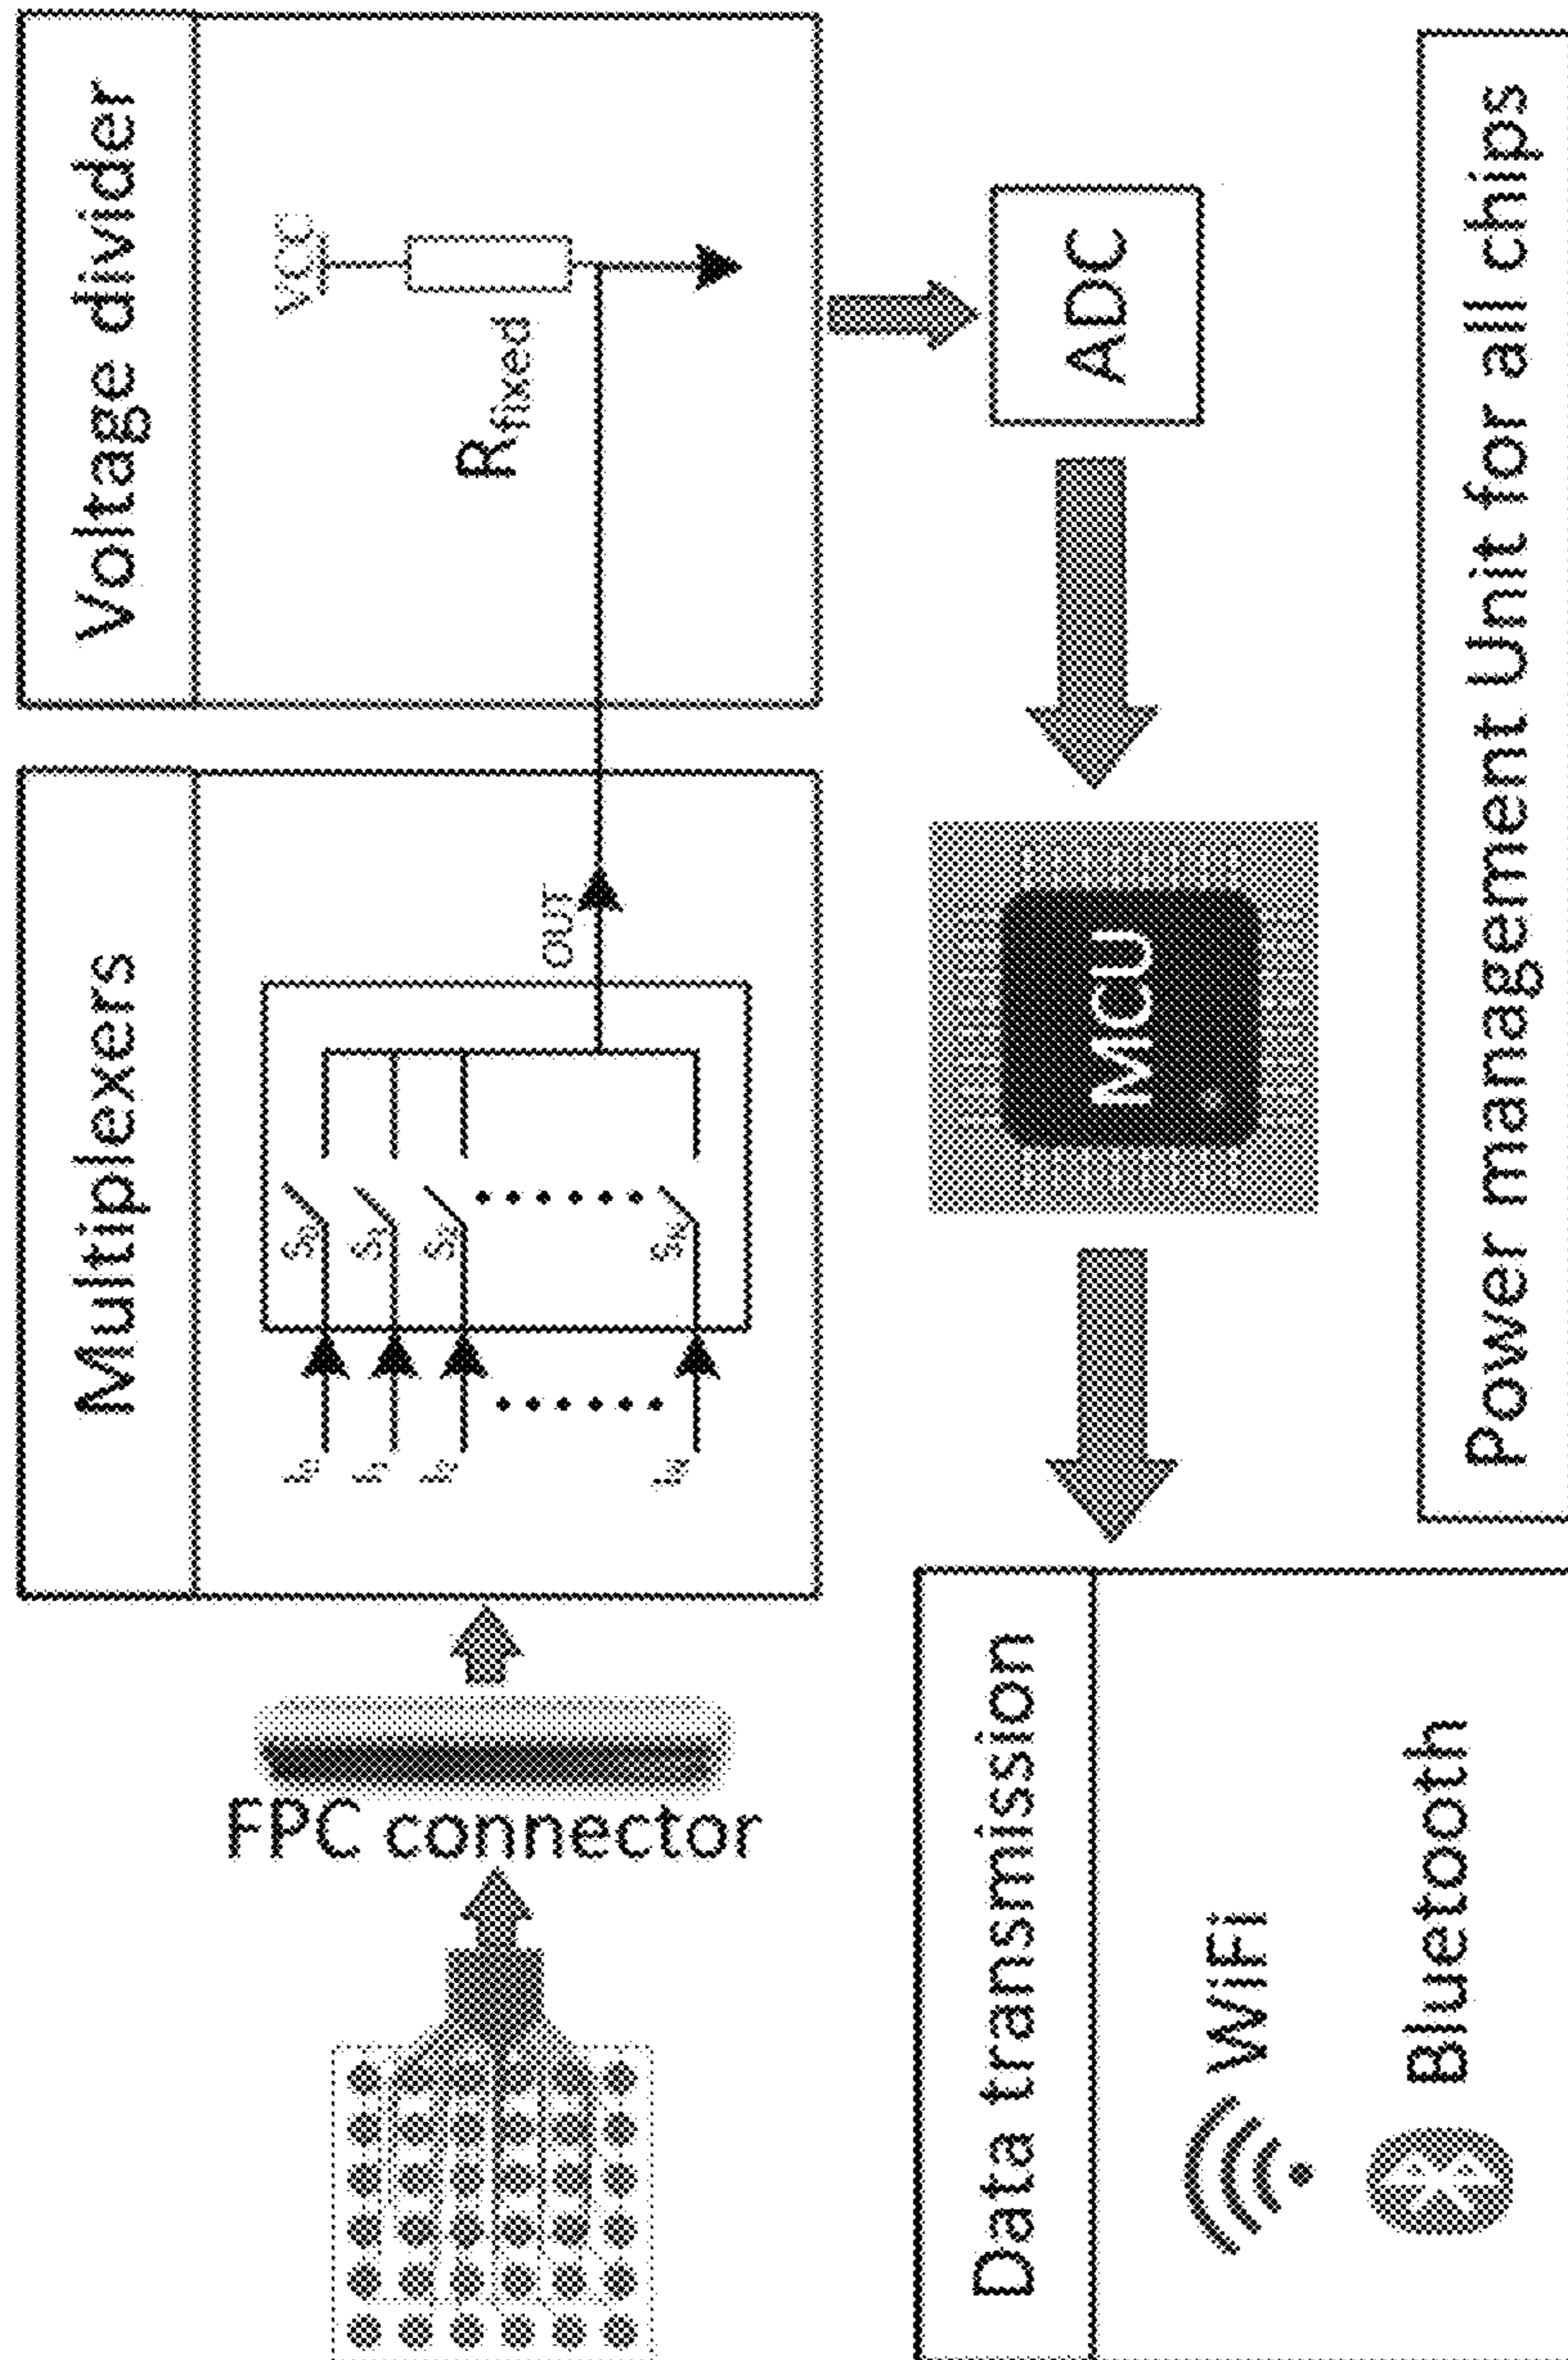 FPC connector
Multiplexers
OUT
Voltage divider
VCC
Rfixed
ADC
MCU
Data transmission
WiFi
Bluetooth
Power management Unit for all chips